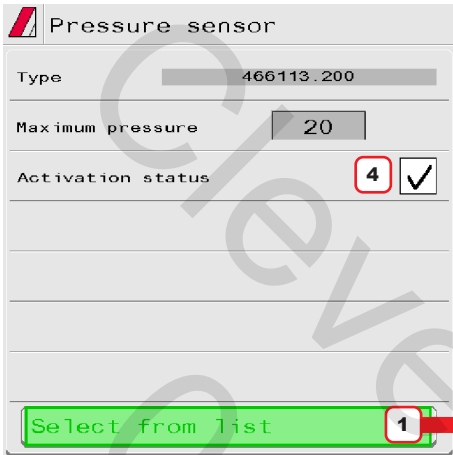 Pressure sensor
Type 466113.200
Maximum pressure 20
Activation status 4
Select from list 1
Cleve